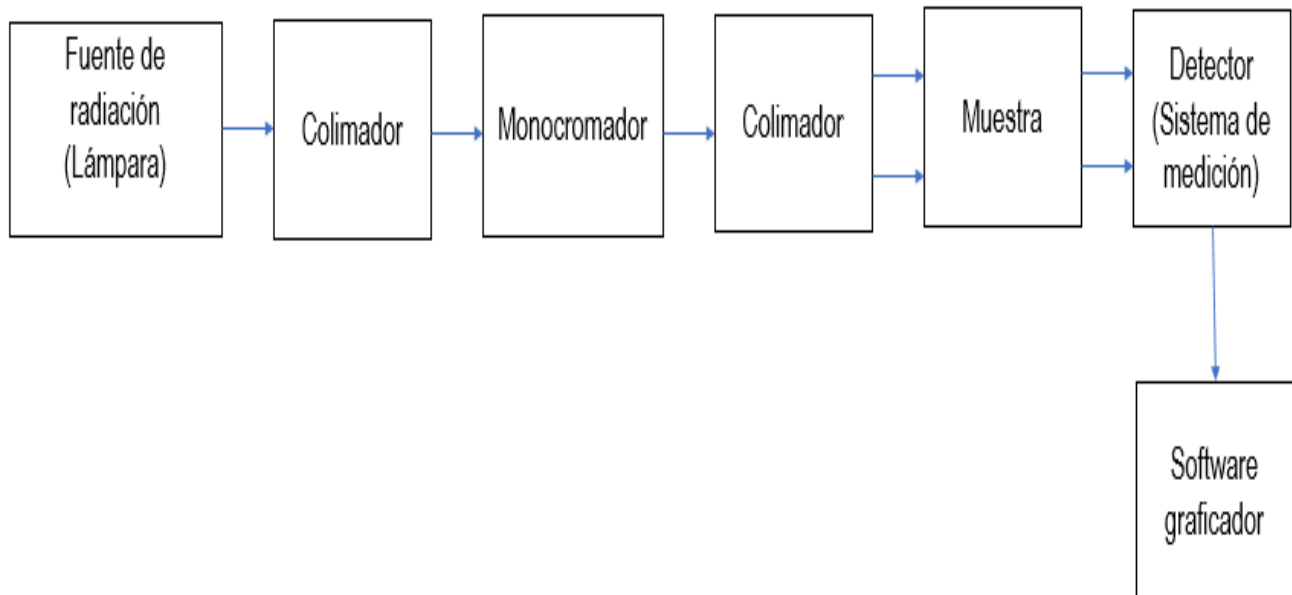 Fuente de
radiación
(Lámpara)
Colimador
Monocromador
Colimador
Muestra
Detector
(Sistema de
medición)
Software
graficador